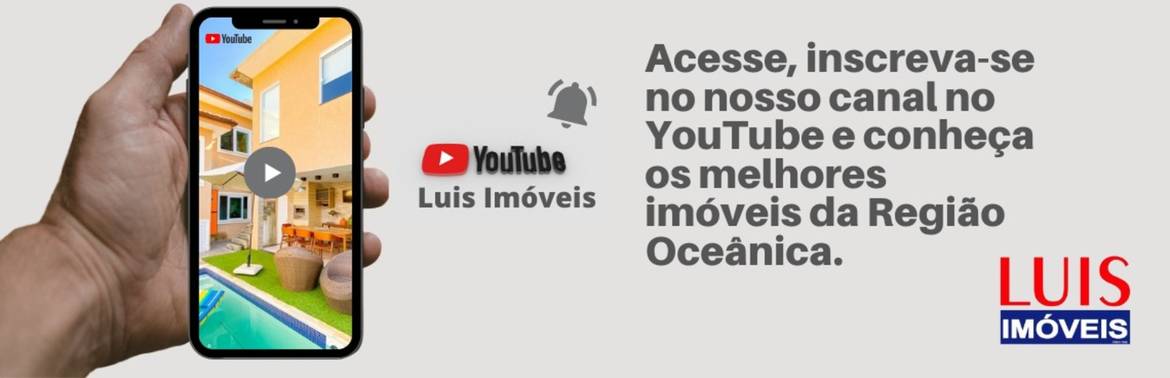 YouTube
YouTube
Luis Imóveis
Acesse, inscreva-se
no nosso canal no
YouTube e conheça
os melhores
imóveis da Região
Oceânica.
LUIS
IMÓVEIS